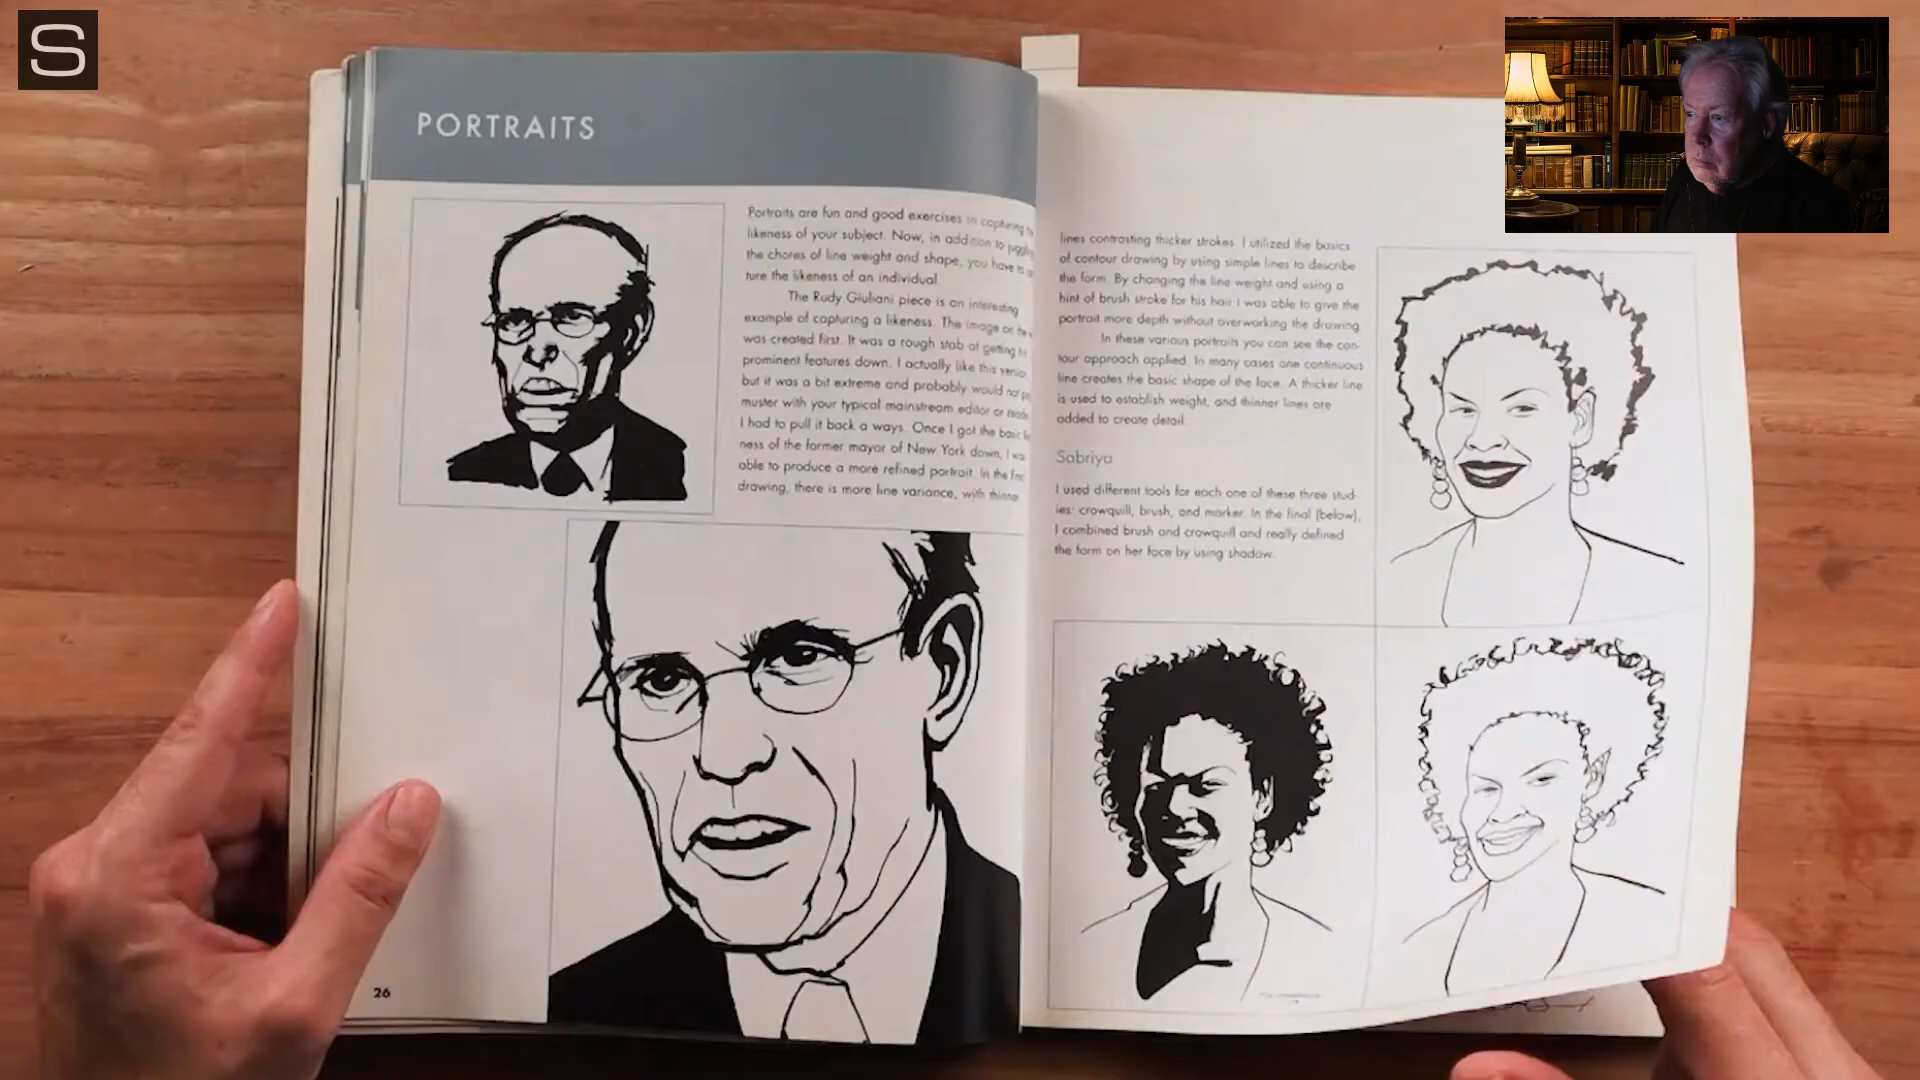 S
PORTRAITS
Portraits are fun and good exercises in capturing
likeness of your subject. Now, in addition to
the chores of line weight and shape, you have to
ture the likeness of an individual.
The Rudy Giuliani piece is an interesting
example of capturing a likeness. The image on the
was created first. It was a rough stab at getting
prominent features down. I actually like this
but it was a bit extreme and probably would not
muster with your typical mainstream editor or
I had to pull it back a ways. Once I got the basic
ness of the former mayor of New York down, I
able to produce a more refined portrait. In the
drawing, there is more line variance, with thinner
26
lines contrasting thicker strokes. I utilized the basics
of contour drawing by using simple lines to describe
the form. By changing the line weight and using a
hint of brush stroke for his hair I was able to give the
portrait more depth without overworking the drawing.
In these various portraits you can see the con-
tour approach applied. In many cases one continuous
line creates the basic shape of the face. A thicker line
is used to establish weight, and thinner lines are
added to create detail.
Sabriya
I used different tools for each one of these three stud-
ies: crowquill, brush, and marker. In the final (below),
I combined brush and crowquill and really defined
the form on her face by using shadow.